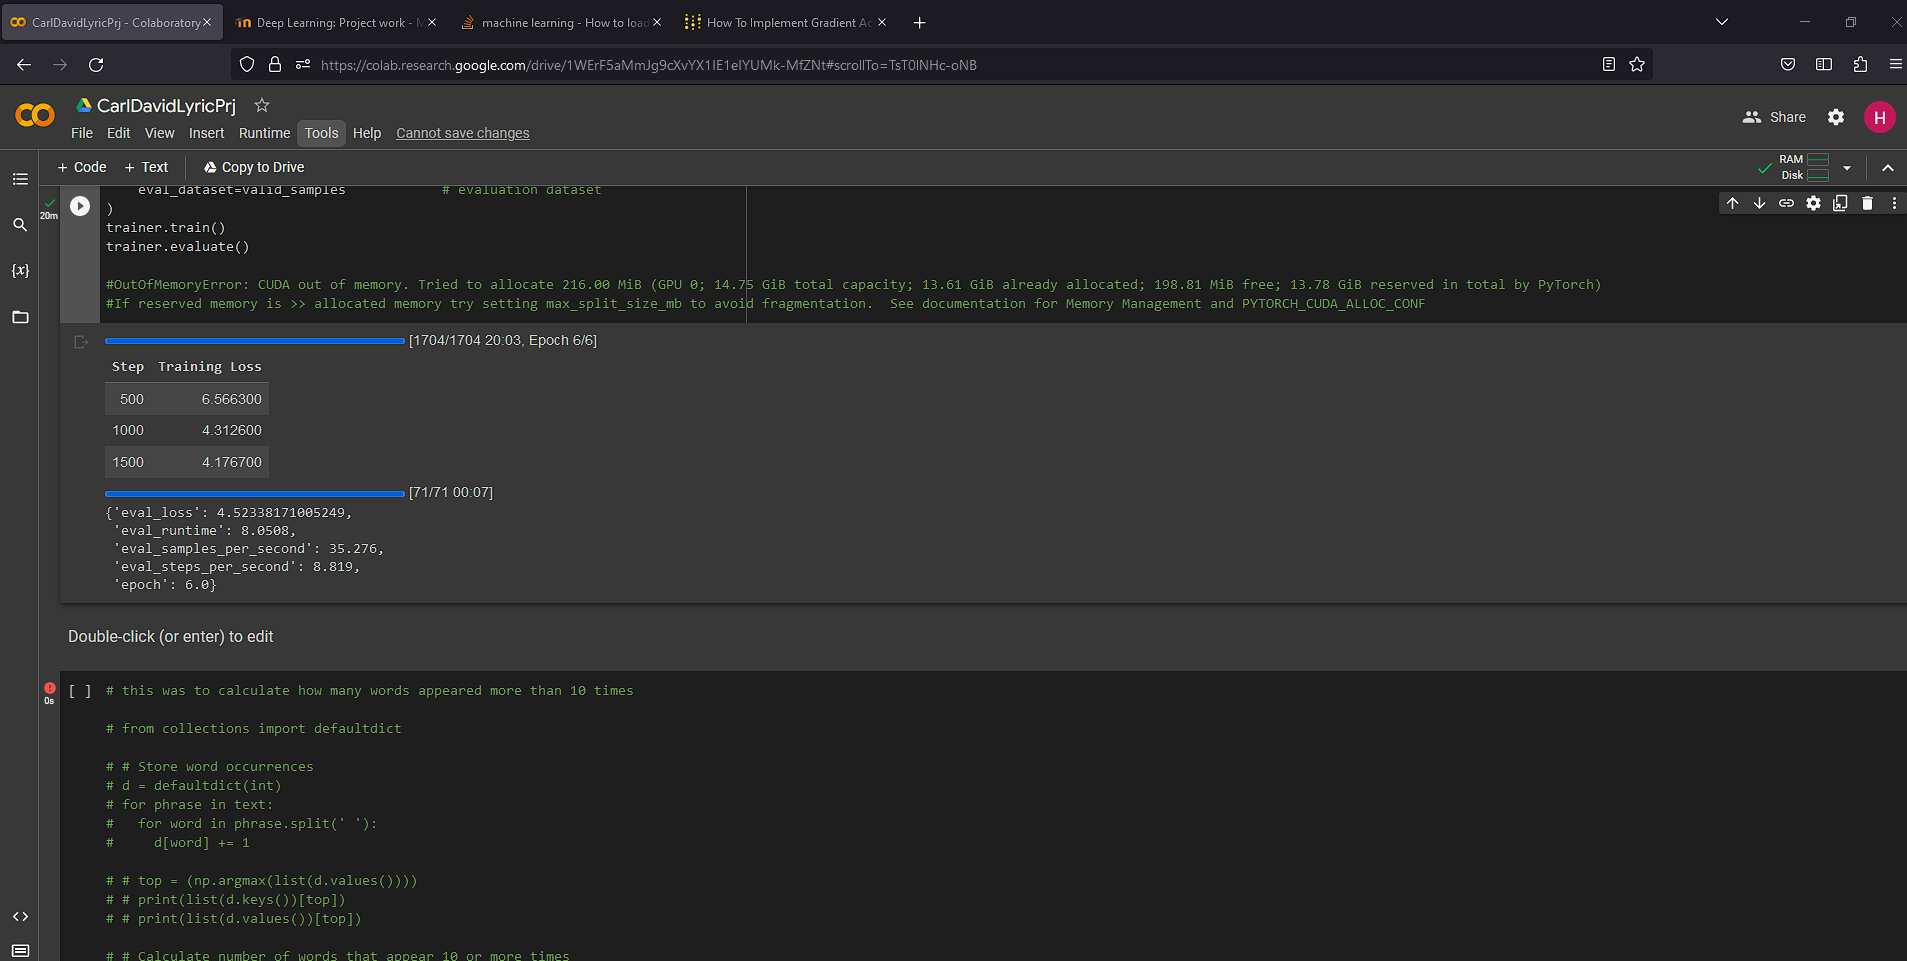 CarlDavidLyricPrj - Colaboratory
Deep Learning: Project work - M
machine learning - How to load
How To Implement Gradient Ac
https://colab.research.google.com/drive/1WErF5aMmJg9cXvYX1IE1eIYUMk-MfZNt#scrollTo=TsT0lNHc-oNB
CarlDavidLyricPrj
File Edit View Insert Runtime Tools Help Cannot save changes
Share
H
+ Code + Text Copy to Drive
RAM
Disk
eval_dataset=valid_samples # evaluation dataset
20m
)
trainer.train()
trainer.evaluate()
#OutOfMemoryError: CUDA out of memory. Tried to allocate 216.00 MiB (GPU 0; 14.75 GiB total capacity; 13.61 GiB already allocated; 198.81 MiB free; 13.78 GiB reserved in total by PyTorch)
#If reserved memory is >> allocated memory try setting max_split_size_mb to avoid fragmentation.  See documentation for Memory Management and PYTORCH_CUDA_ALLOC_CONF
[1704/1704 20:03, Epoch 6/6]
Step Training Loss
500 6.566300
1000 4.312600
1500 4.176700
[71/71 00:07]
{'eval_loss': 4.52338171005249,
'eval_runtime': 8.0508,
'eval_samples_per_second': 35.276,
'eval_steps_per_second': 8.819,
'epoch': 6.0}
Double-click (or enter) to edit
0s
[ ] # this was to calculate how many words appeared more than 10 times
# from collections import defaultdict
# # Store word occurrences
# d = defaultdict(int)
# for phrase in text:
#   for word in phrase.split(' '):
#     d[word] += 1
# # top = (np.argmax(list(d.values())))
# # print(list(d.keys())[top])
# # print(list(d.values())[top])
# # Calculate number of words that appear 10 or more times